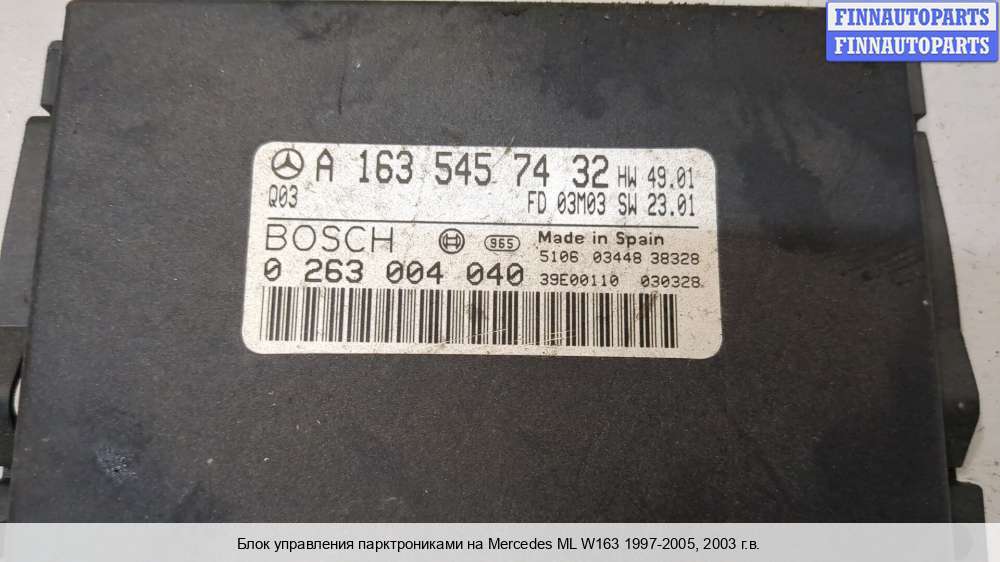 FINNAUTOPARTS
FINNAUTOPARTS
A 163 545 74 32 HW 49.01
Q03 FD 03M03 SW 23.01
BOSCH 965 Made in Spain
5106 03448 38328
0 263 004 040 39E00110 030328
Блок управления парктрониками на Mercedes ML W163 1997-2005, 2003 г.в.